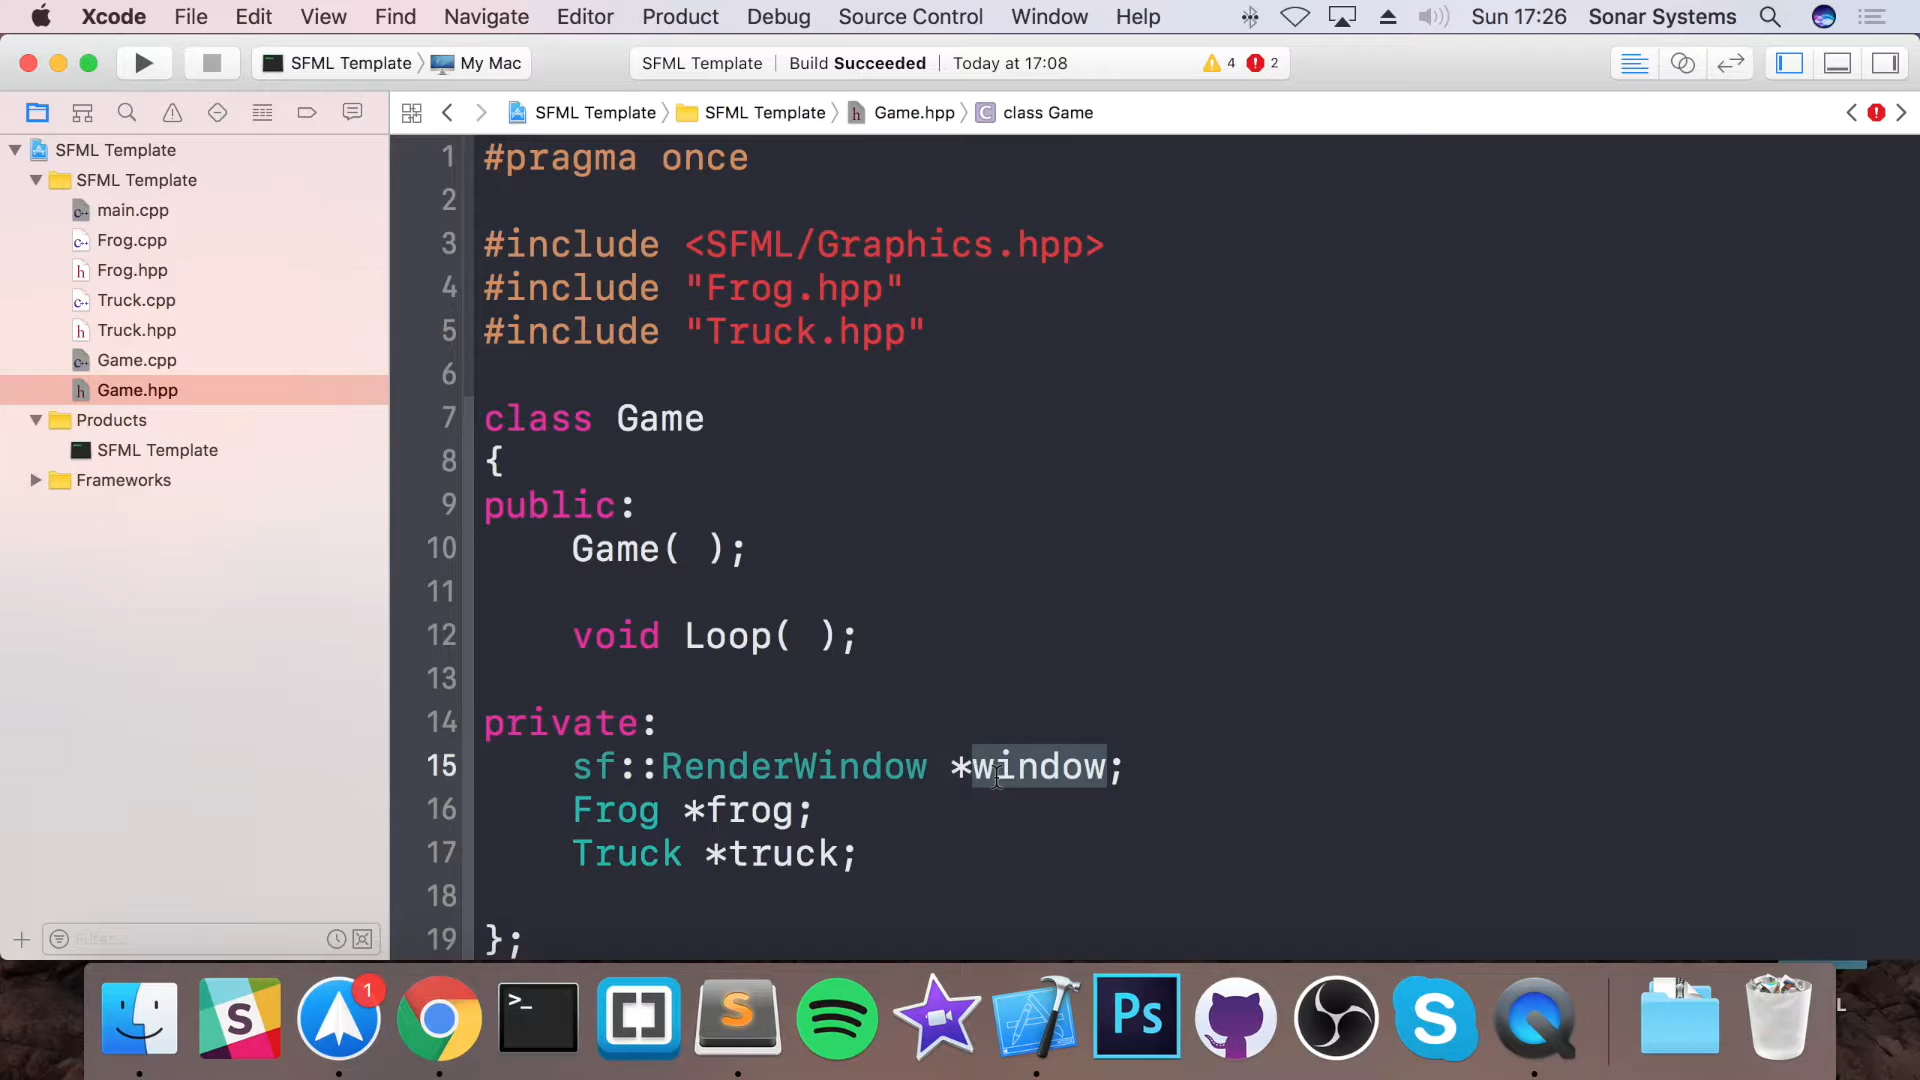 Xcode File Edit View Find Navigate Editor Product Debug Source Control Window Help Sun 17:26 Sonar Systems
SFML Template My Mac SFML Template Build Succeeded Today at 17:08 4 2
SFML Template SFML Template Game.hpp class Game
SFML Template
SFML Template
main.cpp
Frog.cpp
Frog.hpp
Truck.cpp
Truck.hpp
Game.cpp
Game.hpp
Products
SFML Template
Frameworks
Filter...
1 #pragma once
2
3 #include <SFML/Graphics.hpp>
4 #include "Frog.hpp"
5 #include "Truck.hpp"
6
7 class Game
8 {
9 public:
10 Game( );
11
12 void Loop( );
13
14 private:
15 sf::RenderWindow *window;
16 Frog *frog;
17 Truck *truck;
18
19 };
S 1 >_ S Ps S